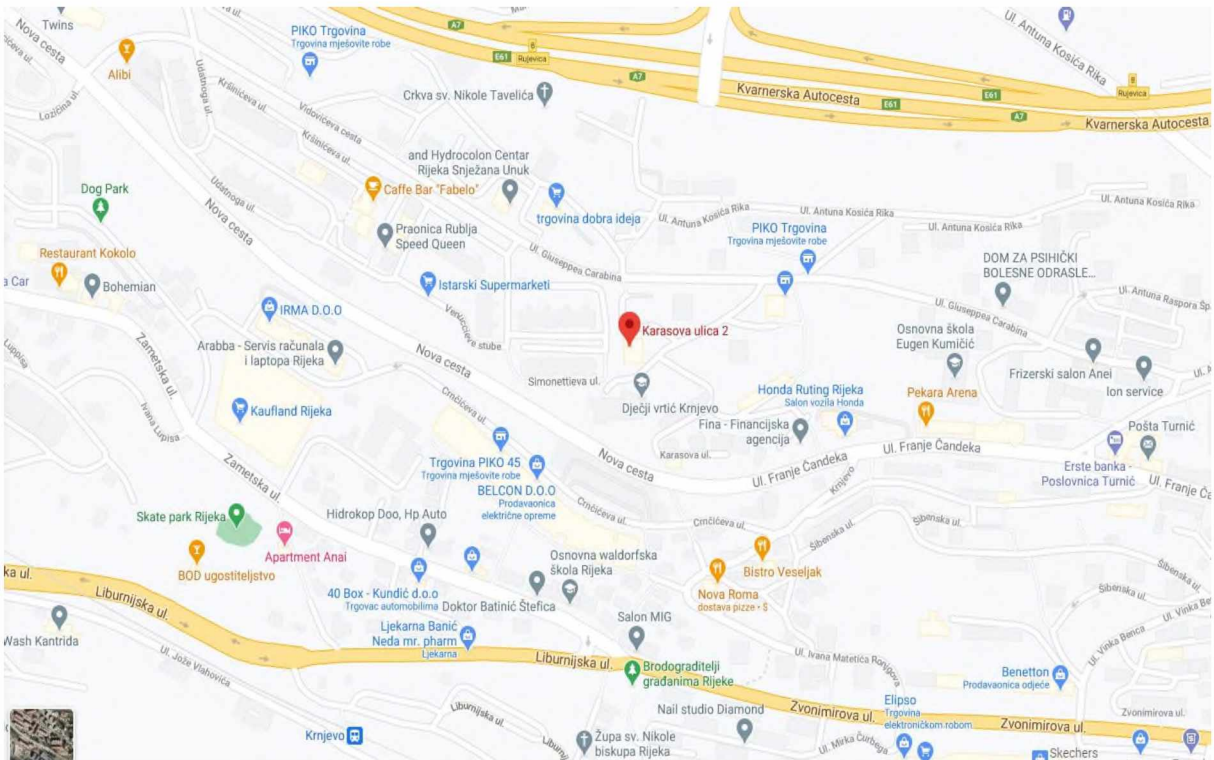 Twins
Nova cesta
Alibi
Lozičina ul.
PIKO Trgovina
Trgovina mješovite robe
Udatnoga ul.
Kršinićeva ul.
Vidovićeva cesta
Kršinićeva ul.
A7
E61
6
Rujevica
A7
Crkva sv. Nikole Tavelića
Kvarnerska Autocesta
E61
A7
Kvarnerska Autocesta
Ul. Antuna Kosića Rika
6
Rujevica
Dog Park
Udatnoga ul.
Nova cesta
and Hydrocolon Centar
Rijeka Snježana Unuk
Caffe Bar "Fabelo"
Praonica Rublja
Speed Queen
trgovina dobra ideja
Ul. Antuna Kosića Rika
Ul. Antuna Kosića Rika
Ul. Antuna Kosića Rika
Ul. Antuna Kosića Rika
PIKO Trgovina
Trgovina mješovite robe
Ul. Giuseppea Carabina
DOM ZA PSIHIČKI
BOLESNE ODRASLE...
Restaurant Kokolo
a Car
Bohemian
Istarski Supermarketi
IRMA D.O.O
Verdijeve stube
Ul. Giuseppea Carabina
Ul. Antuna Raspora Šp
Karasova ulica 2
Osnovna škola
Eugen Kumičić
Arabba - Servis računala
i laptopa Rijeka
Nova cesta
Zametska ul.
Simonettieva ul.
Frizerski salon Anei
Ion service
Ivana Lupisa
Kaufland Rijeka
Crnčićeva ul.
Dječji vrtić Krnjevo
Honda Ruting Rijeka
Salon vozila Honda
Pekara Arena
Fina - Financijska
agencija
Pošta Turnić
Trgovina PIKO 45
Trgovina mješovite robe
Nova cesta
Karasova ul.
Ul. Franje Čandeka
Ul. Franje Čandeka
Erste banka -
Poslovnica Turnić
Zametska ul.
BELCON D.O.O
Prodavaonica
električne opreme
Krnjevo
Skate park Rijeka
Hidrokop Doo, Hp Auto
Crnčićeva ul.
Crnčićeva ul.
Šibenska ul.
Šibenska ul.
Apartment Anai
BOD ugostiteljstvo
Osnovna waldorfska
škola Rijeka
Bistro Veseljak
ka ul.
Liburnijska ul.
40 Box - Kundić d.o.o
Trgovac automobilima
Doktor Batinić Štefica
Nova Roma
dostava pizze • $
Šibenska ul.
Šibenska ul.
Wash Kantrida
Ljekarna Banić
Neda mr. pharm
Ljekarna
Salon MIG
Ul. Jože Vlahovića
Liburnijska ul.
Brodograditelji
građanima Rijeke
Ul. Ivana Matetića Ronjgova
Ul. Vinka Benca
Benetton
Prodavaonica odjeće
Elipso
Trgovina
elektroničkom robom
Liburnijska ul.
Nail studio Diamond
Zvonimirova ul.
Zvonimirova ul.
Zvonimirova ul.
Krnjevo
Župa sv. Nikole
biskupa Rijeka
Ul. Mirka Čurbega
Skechers